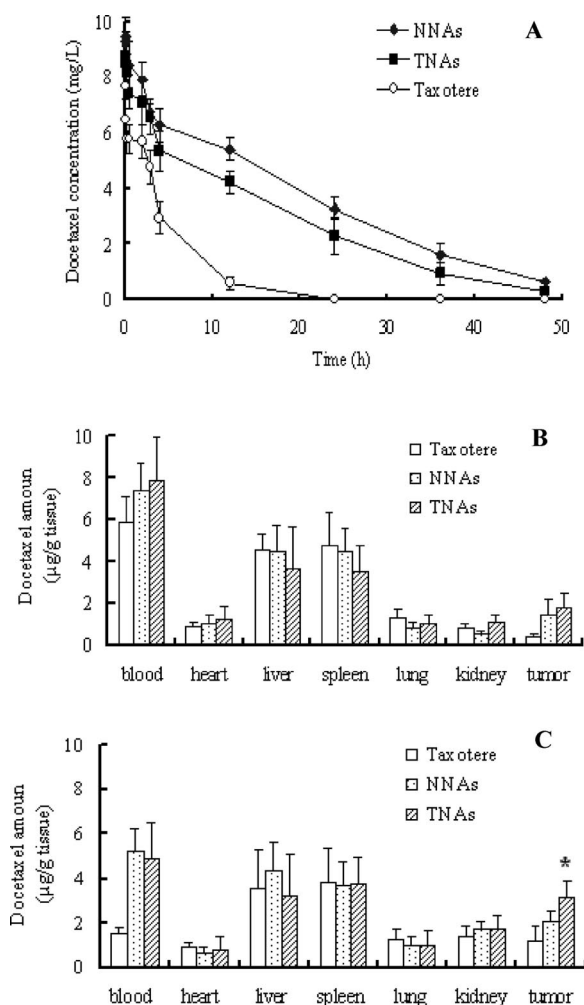 A
NNAs
TNAs
Taxotere
Docetaxel concentration (mg/L)
10
8
6
4
2
0
0 10 20 30 40 50
Time (h)
B
Taxotere
NNAs
TNAs
Docetaxel amoun
(μg/g tissue)
10
8
6
4
2
0
blood heart liver spleen lung kidney tumor
C
Taxotere
NNAs
TNAs
Docetaxel amoun
(μg/g tissue)
10
8
6
4
2
0
*
blood heart liver spleen lung kidney tumor